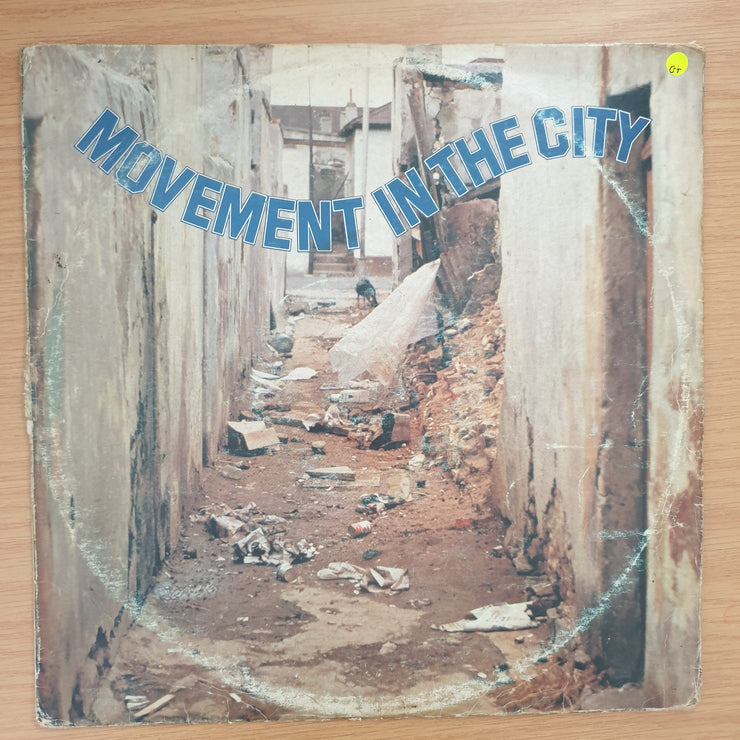 MOVEMENT IN THE CITY
G+